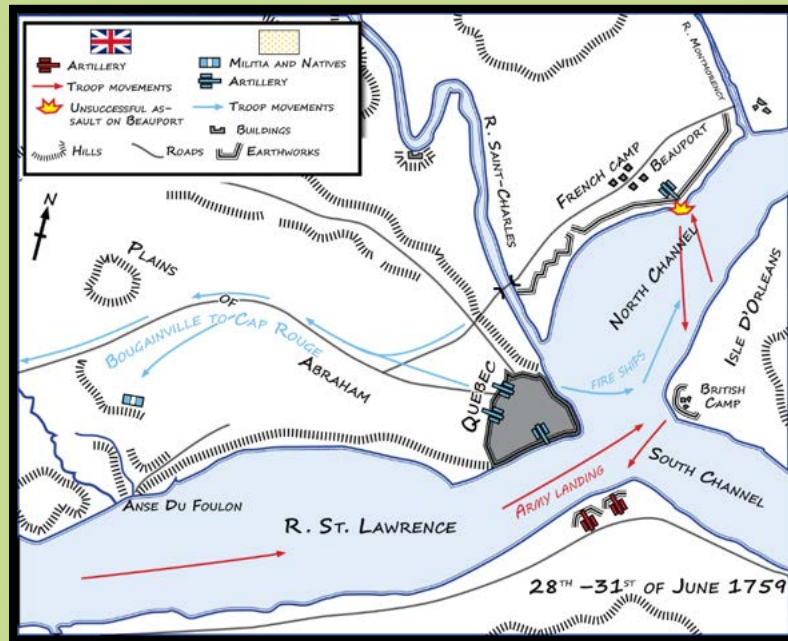 Artillery
Troop movements
Unsuccessful as-
sault on Beauport
Militia and Natives
Artillery
Troop movements
Buildings
Hills
Roads
Earthworks
N
R. Montmorency
R. Saint-Charles
French camp
Beauport
Plains
of
Abraham
Bougainville to Cap Rouge
North Channel
Isle d'Orleans
Quebec
Fire ships
British
Camp
South Channel
Anse Du Foulon
Army landing
R. St. Lawrence
28th -31st of June 1759